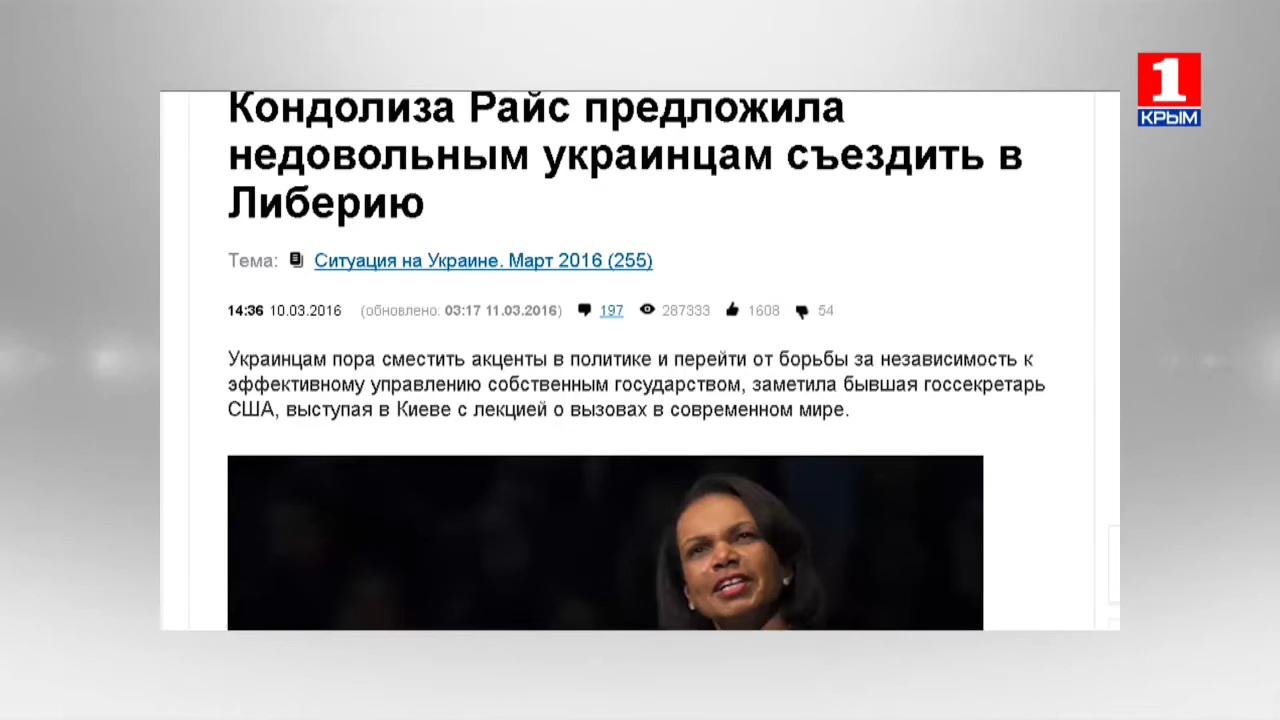 1
КРЫМ
Кондолиза Райс предложила
недовольным украинцам съездить в
Либерию
Тема: Ситуация на Украине. Март 2016 (255)
14:36 10.03.2016 (обновлено: 03:17 11.03.2016) 197 287333 1608 54
Украинцам пора сместить акценты в политике и перейти от борьбы за независимость к
эффективному управлению собственным государством, заметила бывшая госсекретарь
США, выступая в Киеве с лекцией о вызовах в современном мире.